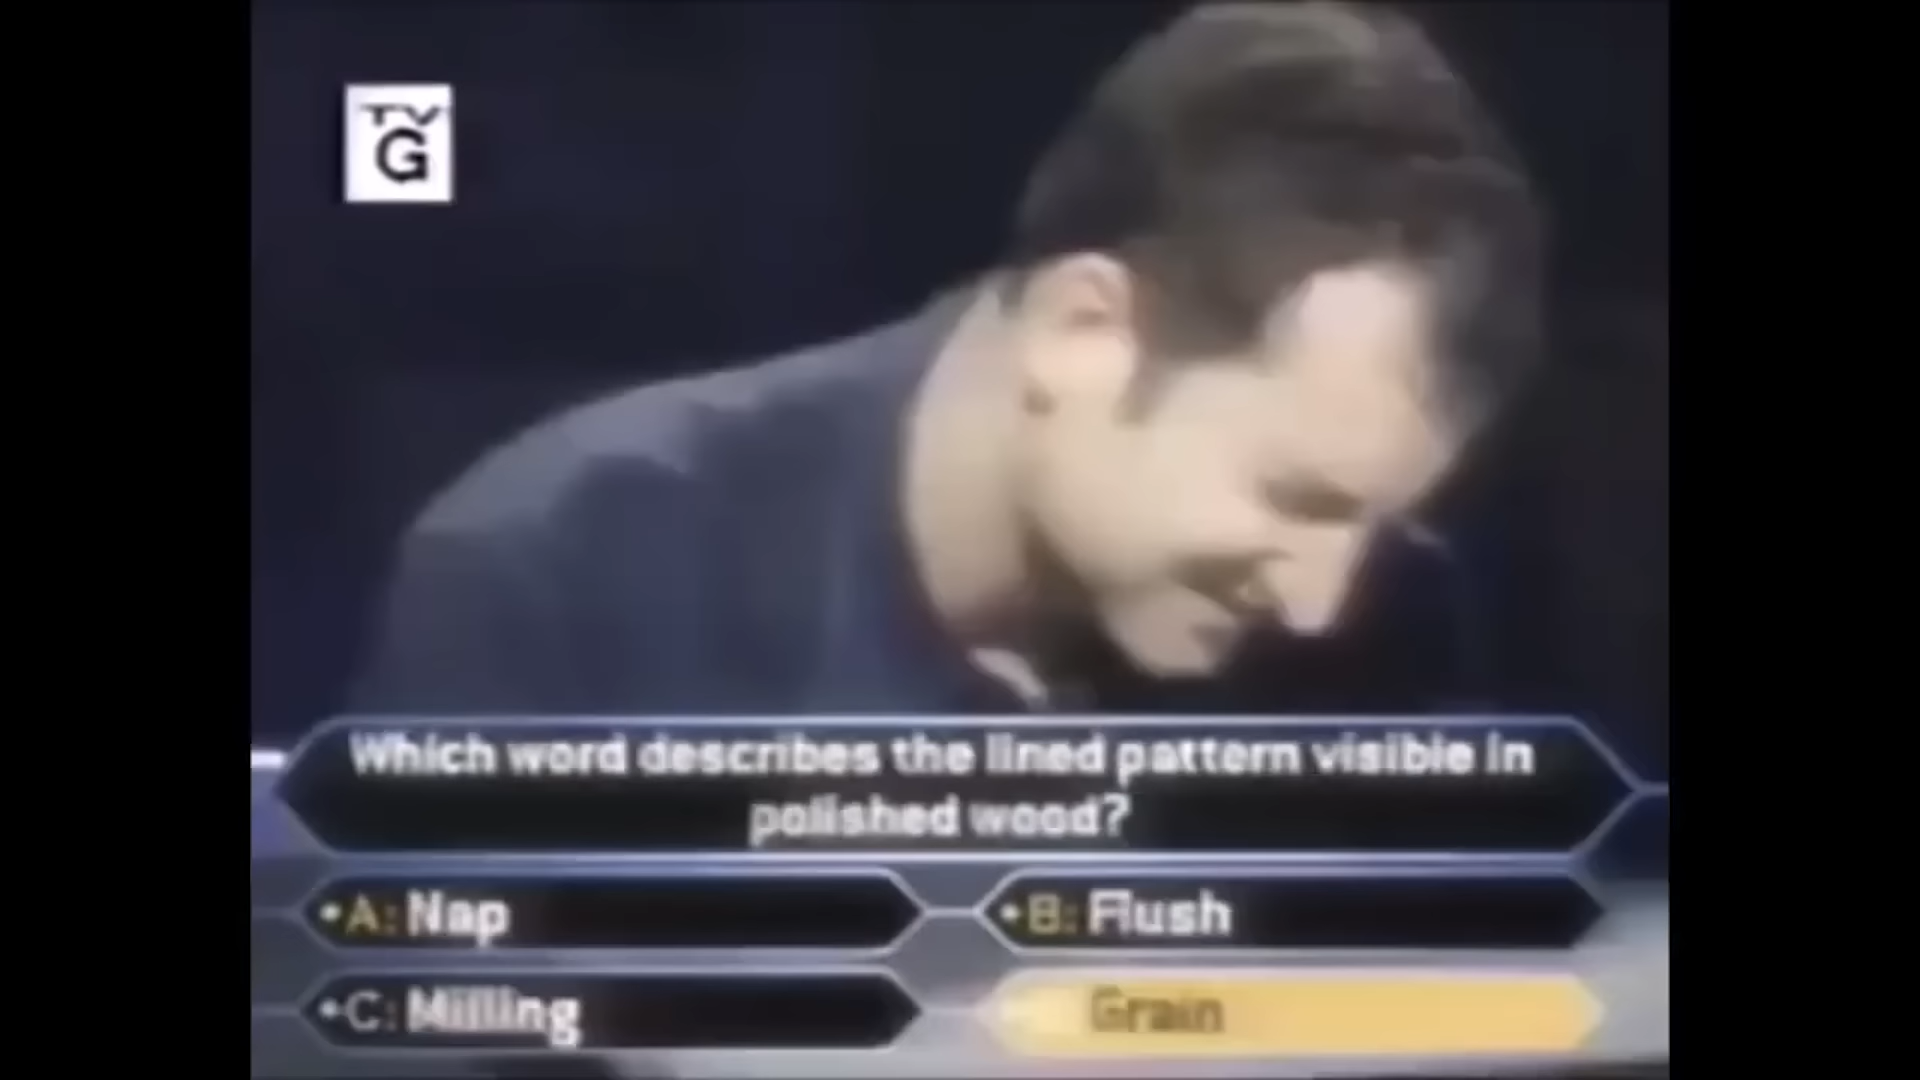 TV
G
Which word describes the lined pattern visible in
polished wood?
A: Nap
B: Flush
C: Milling
Grain